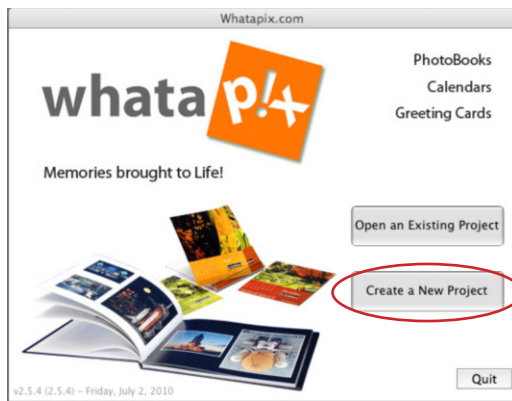 Whatapix.com
whata p!x
PhotoBooks
Calendars
Greeting Cards
Memories brought to Life!
Open an Existing Project
Create a New Project
Quit
v2.5.4 (2.5.4) – Friday, July 2, 2010